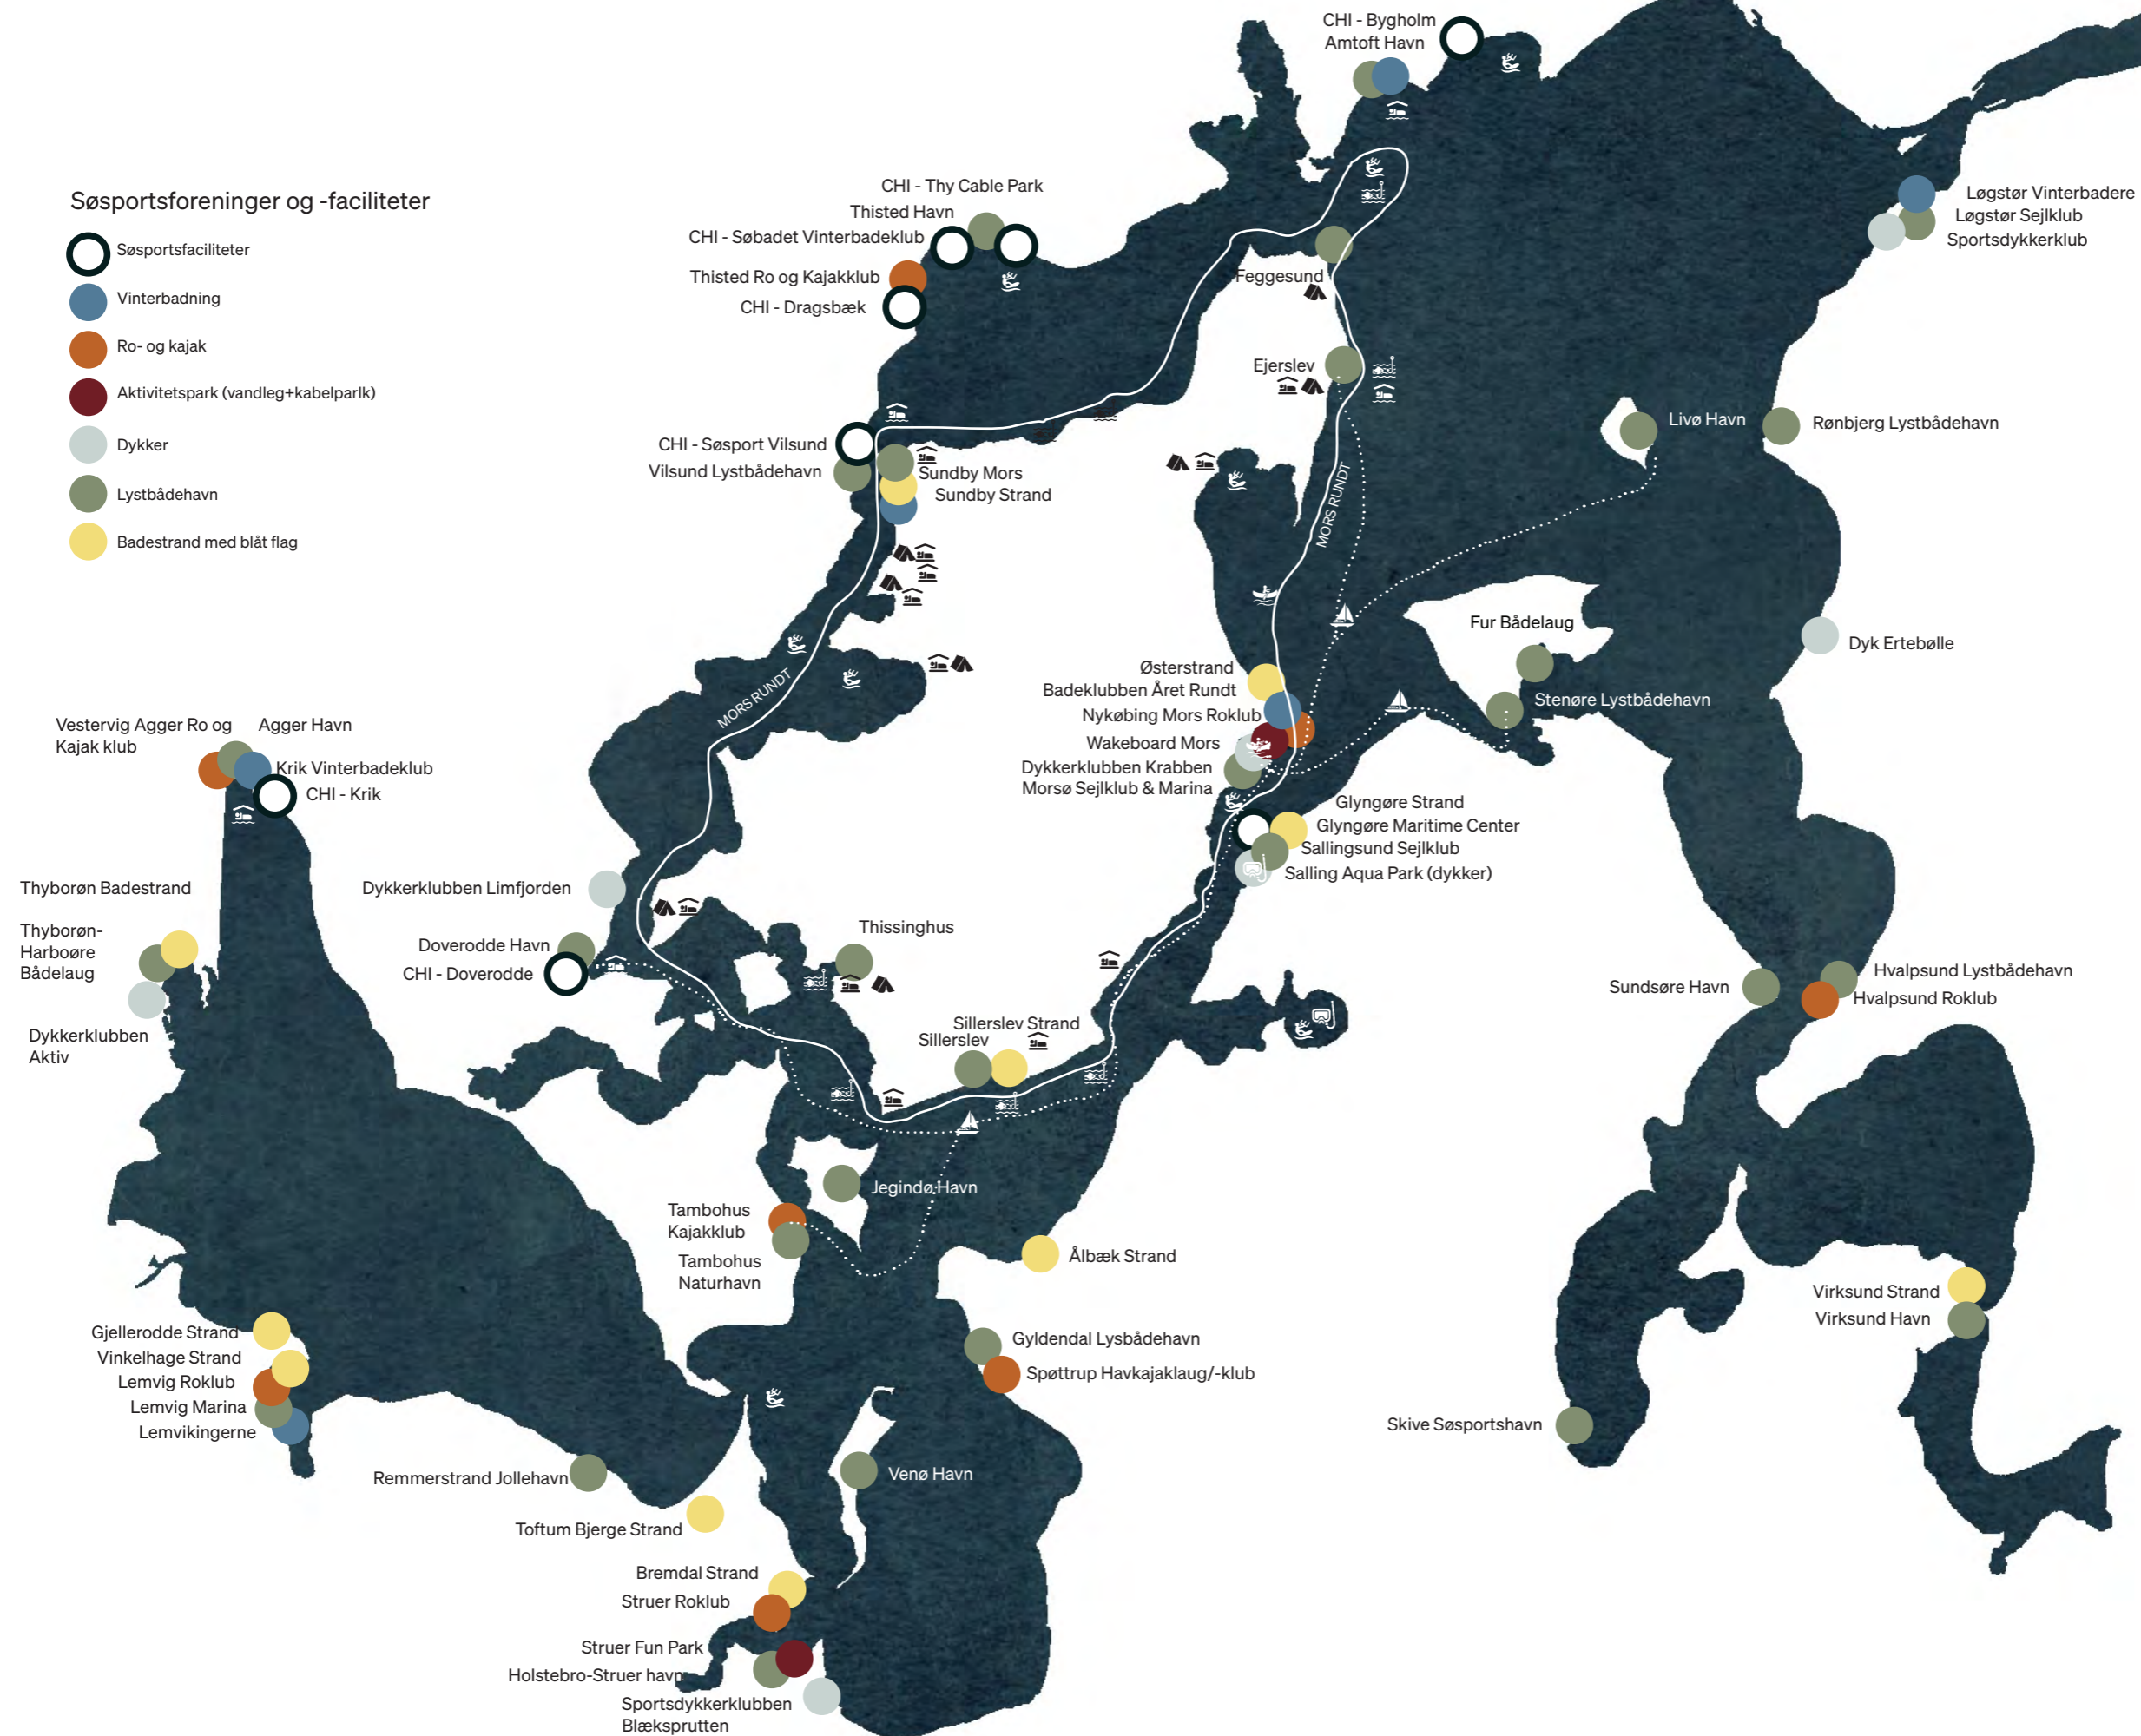 Søsportsforeninger og -faciliteter
Søsportsfaciliteter
Vinterbadning
Ro- og kajak
Aktivitetspark (vandleg+kabelparlk)
Dykker
Lystbådehavn
Badestrand med blåt flag
CHI - Bygholm
Amtoft Havn
CHI - Thy Cable Park
Thisted Havn
CHI - Søbadet Vinterbadeklub
Thisted Ro og Kajakklub
CHI - Dragsbæk
Løgstør Vinterbadere
Løgstør Sejlklub
Sportsdykkerklub
Feggesund
Ejerslev
Livø Havn
Rønbjerg Lystbådehavn
CHI - Søsport Vilsund
Vilsund Lystbådehavn
Sundby Mors
Sundby Strand
MORS RUNDT
Fur Bådelaug
Dyk Ertebølle
Stenøre Lystbådehavn
Østerstrand
Badeklubben Året Rundt
Nykøbing Mors Roklub
Wakeboard Mors
Dykkerklubben Krabben
Morsø Sejlklub & Marina
MORS RUNDT
Vestervig Agger Ro og
Kajak klub
Agger Havn
Krik Vinterbadeklub
CHI - Krik
Glyngøre Strand
Glyngøre Maritime Center
Sallingsund Sejlklub
Salling Aqua Park (dykker)
Thyborøn Badestrand
Thyborøn-
Harboøre
Bådelaug
Dykkerklubben
Aktiv
Dykkerklubben Limfjorden
Doverodde Havn
CHI - Doverodde
Thissinghus
Sillerslev Strand
Sillerslev
Sundsøre Havn
Hvalpsund Lystbådehavn
Hvalpsund Roklub
Jegindø Havn
Tambohus
Kajakklub
Tambohus
Naturhavn
Ålbæk Strand
Virksund Strand
Virksund Havn
Gjellerodde Strand
Vinkelhage Strand
Lemvig Roklub
Lemvig Marina
Lemvikingerne
Gyldendal Lysbådehavn
Spøttrup Havkajaklaug/-klub
Skive Søsportshavn
Remmerstrand Jollehavn
Venø Havn
Toftum Bjerge Strand
Bremdal Strand
Struer Roklub
Struer Fun Park
Holstebro-Struer havn
Sportsdykkerklubben
Blæksprutten